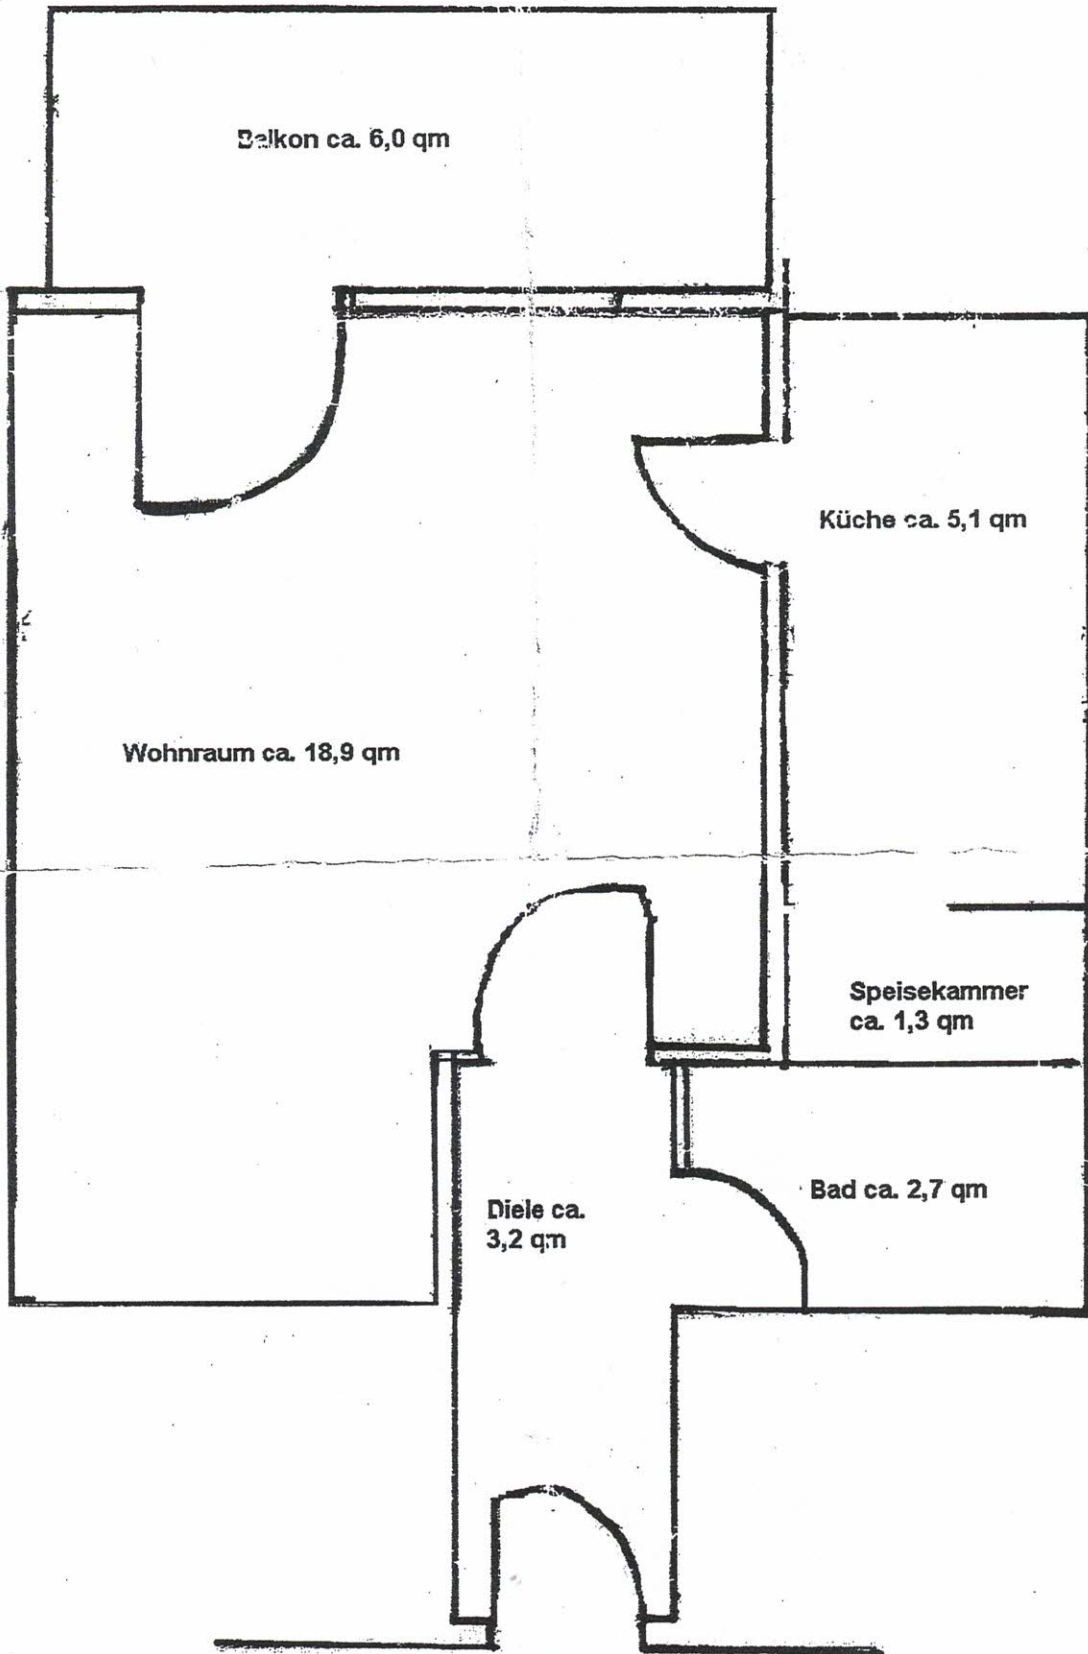 Balkon ca. 6,0 qm
Küche ca. 5,1 qm
Wohnraum ca. 18,9 qm
Speisekammer
ca. 1,3 qm
Bad ca. 2,7 qm
Diele ca.
3,2 qm